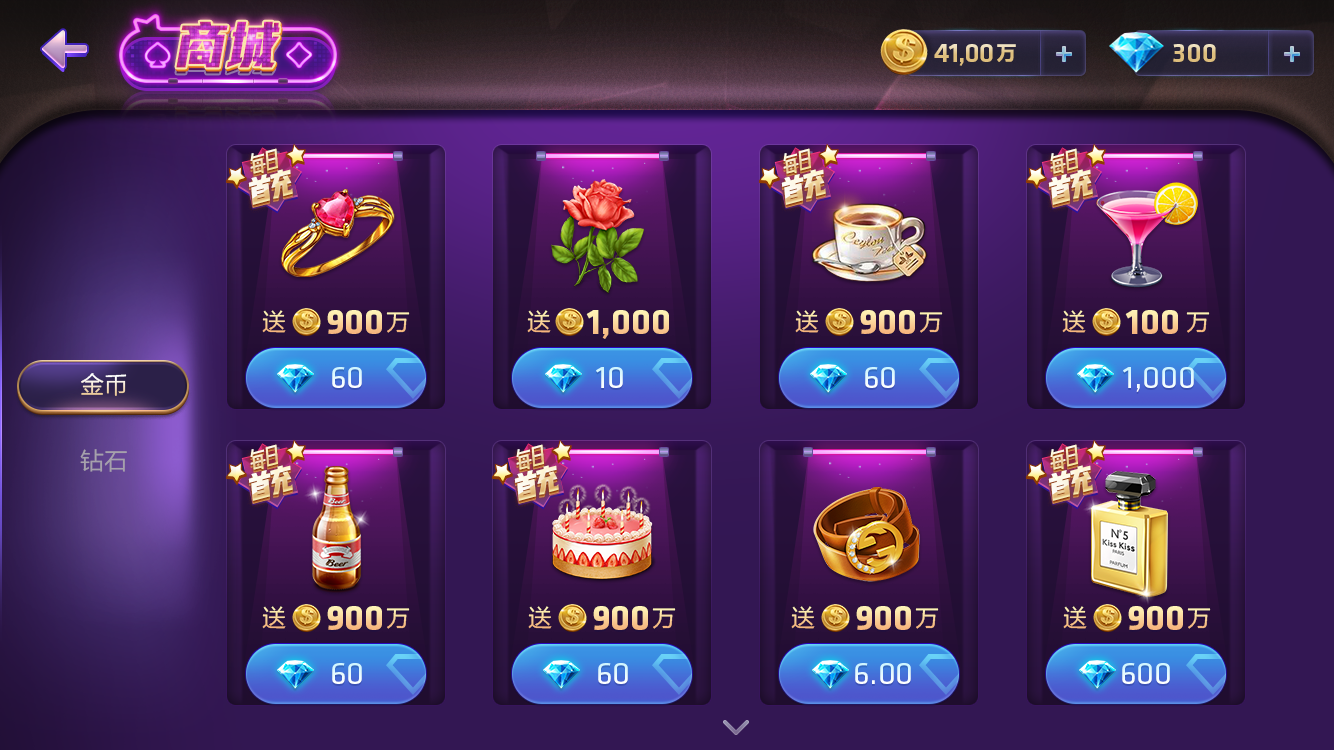 商城
41,00万
+
300
+
每日
首充
送 900万
60
送 1,000
10
每日
首充
Ceylon
Tea
送 900万
60
每日
首充
送 100 万
1,000
金币
钻石
每日
首充
Beer
送 900万
60
每日
首充
送 900万
60
送 900万
6.00
每日
首充
N°5
Kiss Kiss
PARIS
PARFUM
送 900万
600